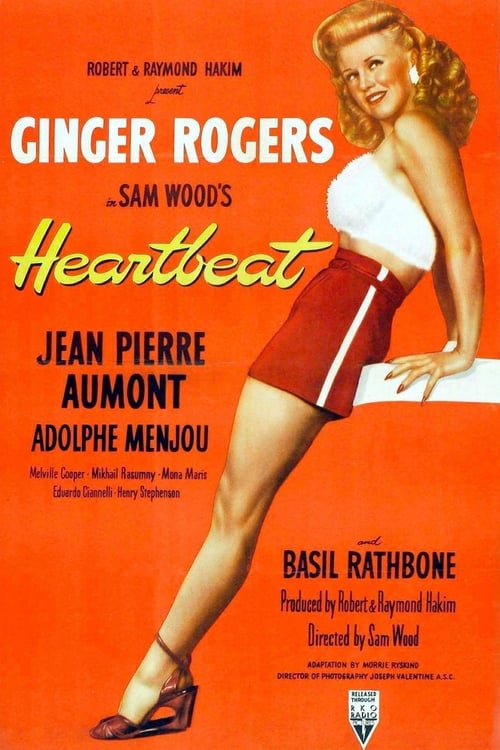 ROBERT & RAYMOND HAKIM
present
GINGER ROGERS
in SAM WOOD'S
Heartbeat
JEAN PIERRE
AUMONT
ADOLPHE MENJOU
Melville Cooper · Mikhail Rasumny · Mona Maris
Eduardo Ciannelli · Henry Stephenson
and
BASIL RATHBONE
Produced by Robert & Raymond Hakim
Directed by Sam Wood
ADAPTATION BY MORRIE RYSKIND
DIRECTOR OF PHOTOGRAPHY JOSEPH VALENTINE A.S.C.
RELEASED
THROUGH
RKO
RADIO